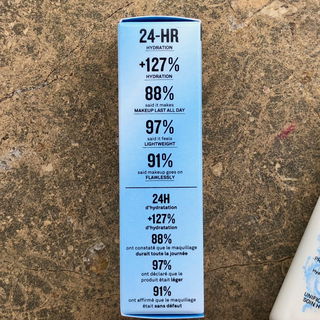 24-HR
HYDRATION
+127%
HYDRATION
88%
said it makes
MAKEUP LAST ALL DAY
97%
said it feels
LIGHTWEIGHT
91%
said makeup goes on
FLAWLESSLY
24H
d'hydratation
+127%
d'hydratation
88%
ont constaté que le maquillage
durait toute la journée
97%
ont déclaré que le
produit était léger
91%
ont affirmé que le maquillage
était sans défaut